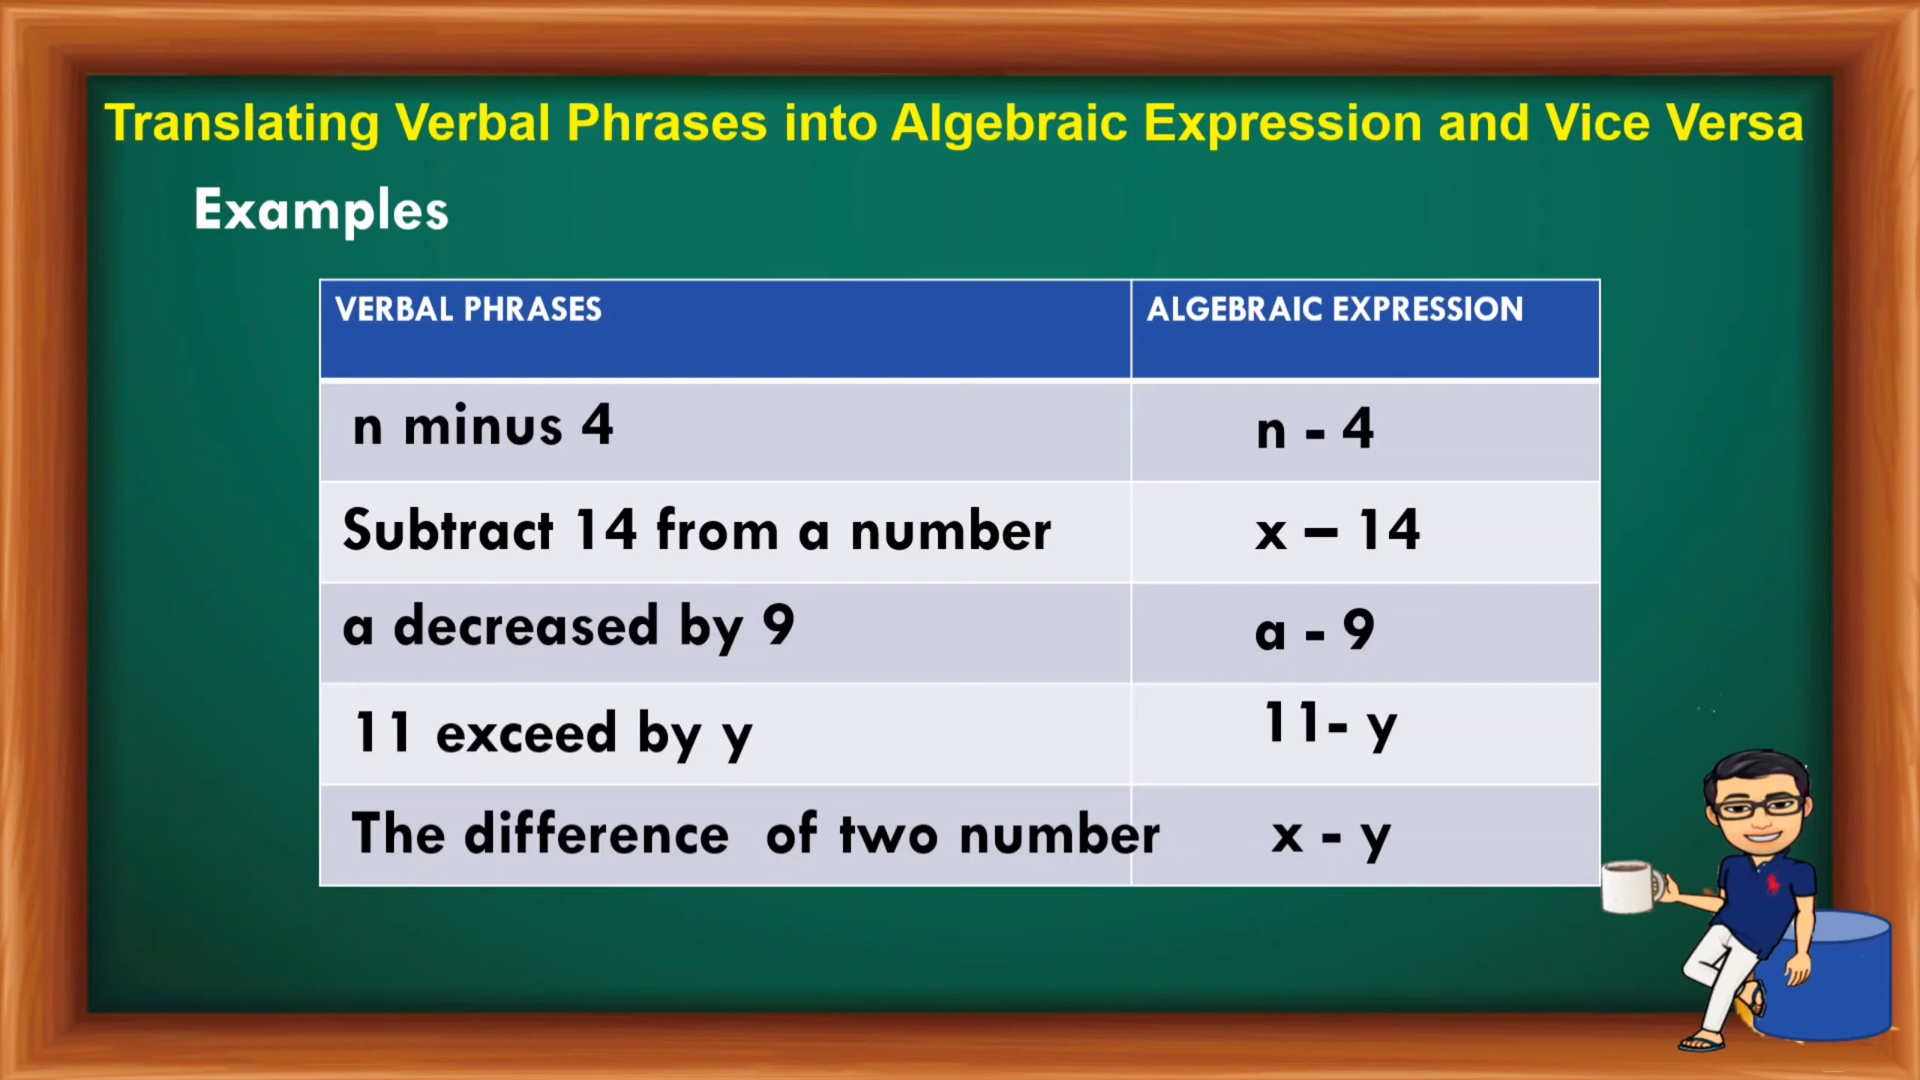 Translating Verbal Phrases into Algebraic Expression and Vice Versa
Examples
VERBAL PHRASES ALGEBRAIC EXPRESSION
n minus 4 n - 4
Subtract 14 from a number x – 14
a decreased by 9 a - 9
11 exceed by y 11- y
The difference of two number x - y